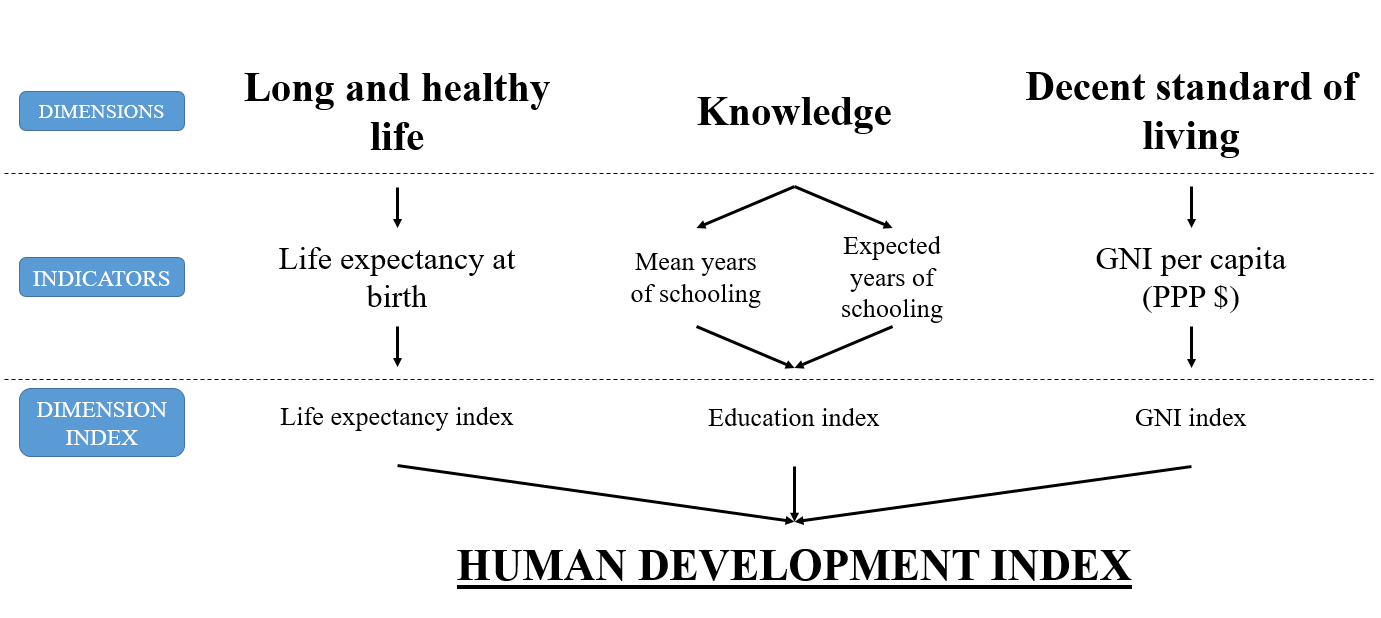 DIMENSIONS
Long and healthy
life
Knowledge
Decent standard of
living
INDICATORS
Life expectancy at
birth
Mean years
of schooling
Expected
years of
schooling
GNI per capita
(PPP $)
DIMENSION
INDEX
Life expectancy index
Education index
GNI index
HUMAN DEVELOPMENT INDEX